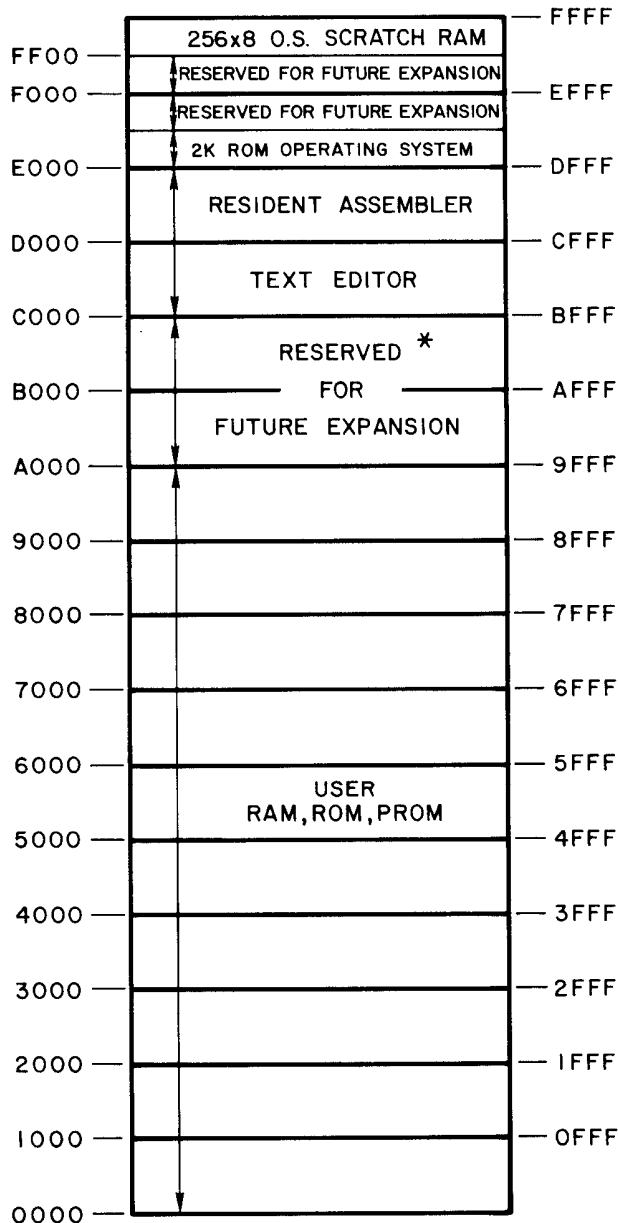 FFFF
256x8 O.S. SCRATCH RAM
FF00
RESERVED FOR FUTURE EXPANSION
F000 EFFF
RESERVED FOR FUTURE EXPANSION
2K ROM OPERATING SYSTEM
E000 DFFF
RESIDENT ASSEMBLER
D000 CFFF
TEXT EDITOR
C000 BFFF
RESERVED *
B000 FOR AFFF
FUTURE EXPANSION
A000 9FFF
9000 8FFF
8000 7FFF
7000 6FFF
6000 5FFF
USER
RAM,ROM,PROM
5000 4FFF
4000 3FFF
3000 2FFF
2000 1FFF
1000 0FFF
0000